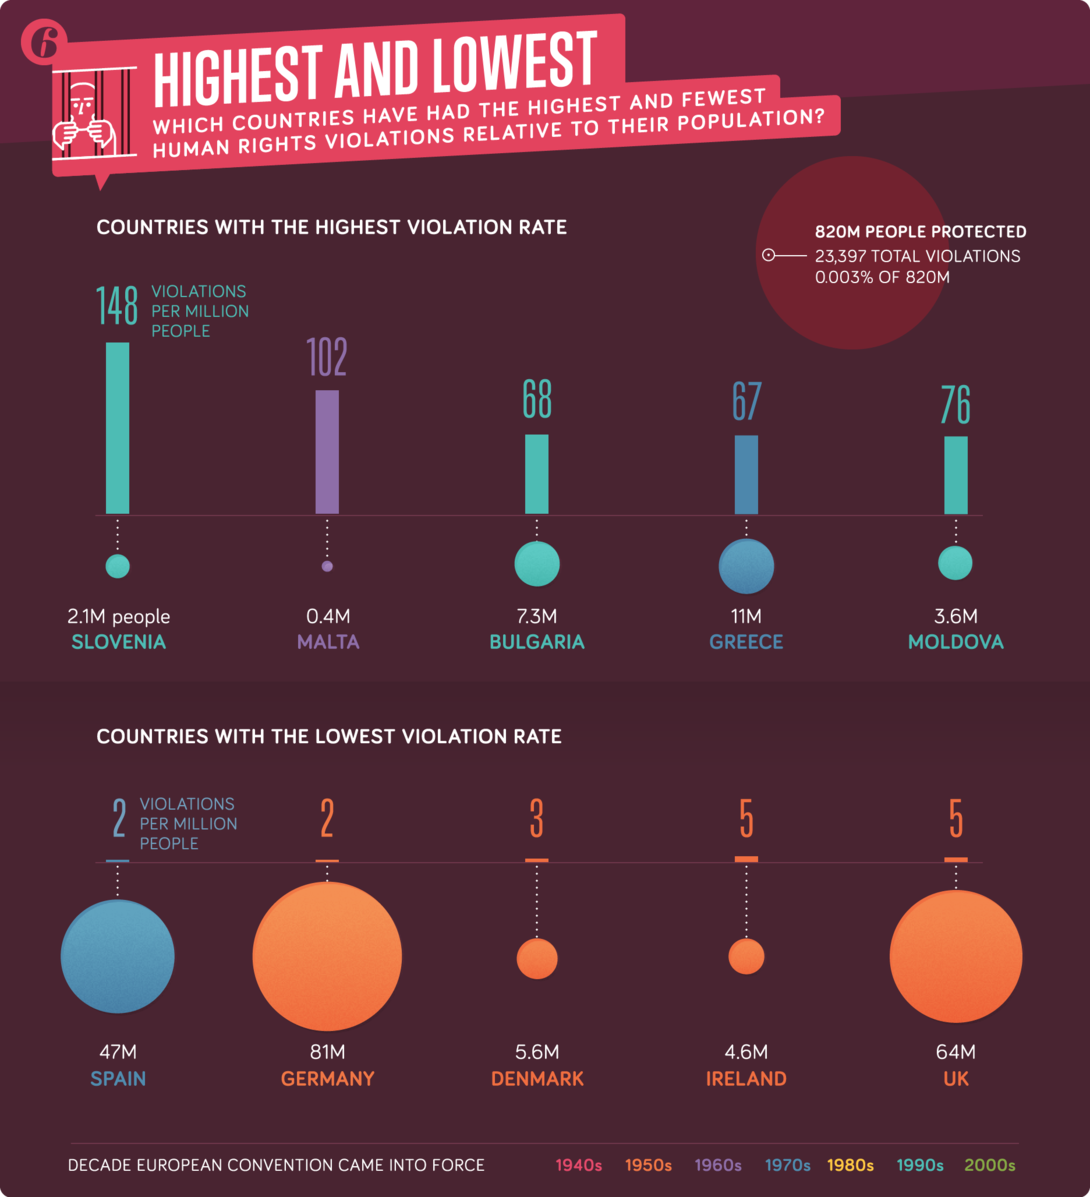 6
HIGHEST AND LOWEST
WHICH COUNTRIES HAVE HAD THE HIGHEST AND FEWEST
HUMAN RIGHTS VIOLATIONS RELATIVE TO THEIR POPULATION?
COUNTRIES WITH THE HIGHEST VIOLATION RATE
820M PEOPLE PROTECTED
23,397 TOTAL VIOLATIONS
0.003% OF 820M
148
VIOLATIONS
PER MILLION
PEOPLE
102
68
67
76
2.1M people
SLOVENIA
0.4M
MALTA
7.3M
BULGARIA
11M
GREECE
3.6M
MOLDOVA
COUNTRIES WITH THE LOWEST VIOLATION RATE
2
VIOLATIONS
PER MILLION
PEOPLE
2
3
5
5
47M
SPAIN
81M
GERMANY
5.6M
DENMARK
4.6M
IRELAND
64M
UK
DECADE EUROPEAN CONVENTION CAME INTO FORCE 1940s 1950s 1960s 1970s 1980s 1990s 2000s